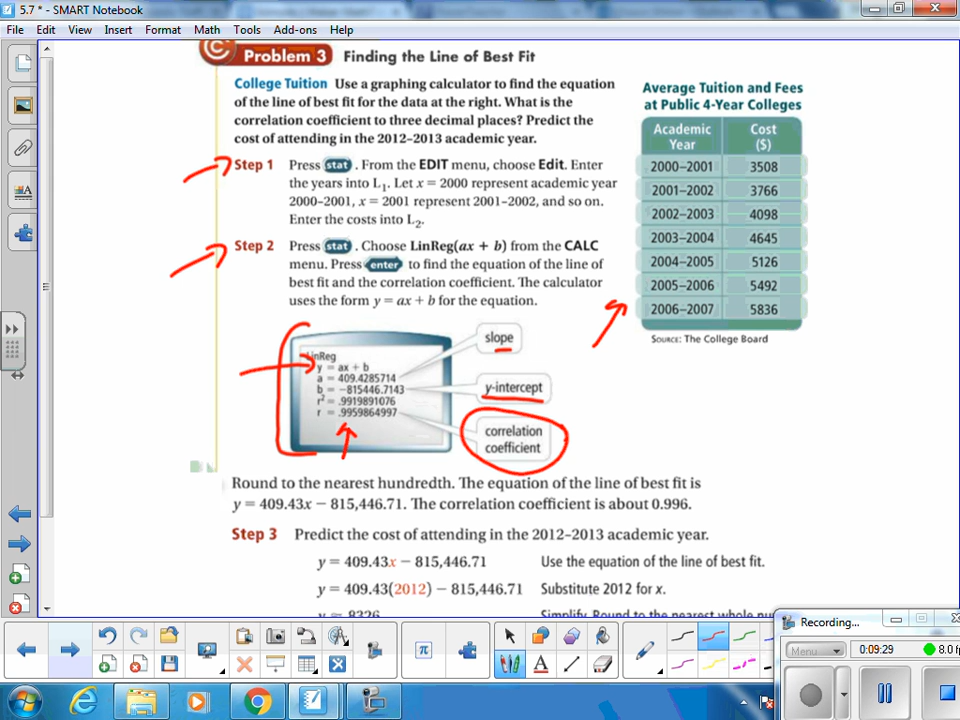 5.7 * - SMART Notebook
File Edit View Insert Format Math Tools Add-ons Help
Problem 3 Finding the Line of Best Fit
College Tuition Use a graphing calculator to find the equation
of the line of best fit for the data at the right. What is the
correlation coefficient to three decimal places? Predict the
cost of attending in the 2012–2013 academic year.
Step 1 Press stat. From the EDIT menu, choose Edit. Enter
the years into L₁. Let x = 2000 represent academic year
2000–2001, x = 2001 represent 2001–2002, and so on.
Enter the costs into L₂.
Step 2 Press stat. Choose LinReg(ax + b) from the CALC
menu. Press enter to find the equation of the line of
best fit and the correlation coefficient. The calculator
uses the form y = ax + b for the equation.
Average Tuition and Fees
at Public 4-Year Colleges
Academic Year Cost ($)
2000–2001 3508
2001–2002 3766
2002–2003 4098
2003–2004 4645
2004–2005 5126
2005–2006 5492
2006–2007 5836
SOURCE: The College Board
LinReg
y = ax + b
a = 409.4285714
b = –815446.7143
r² = .9919891076
r = .9959864997
slope
y-intercept
correlation
coefficient
Round to the nearest hundredth. The equation of the line of best fit is
y = 409.43x – 815,446.71. The correlation coefficient is about 0.996.
Step 3 Predict the cost of attending in the 2012–2013 academic year.
y = 409.43x – 815,446.71 Use the equation of the line of best fit.
y = 409.43(2012) – 815,446.71 Substitute 2012 for x.
y ≈ 8326 Simplify. Round to the nearest whole
Recording...
Menu 0:09:29 8.0